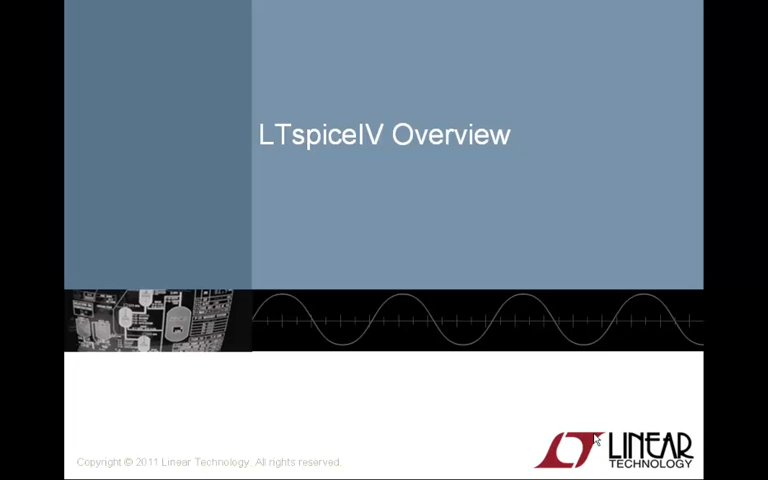 LTspiceIV Overview
Copyright © 2011 Linear Technology. All rights reserved.
LINEAR
TECHNOLOGY